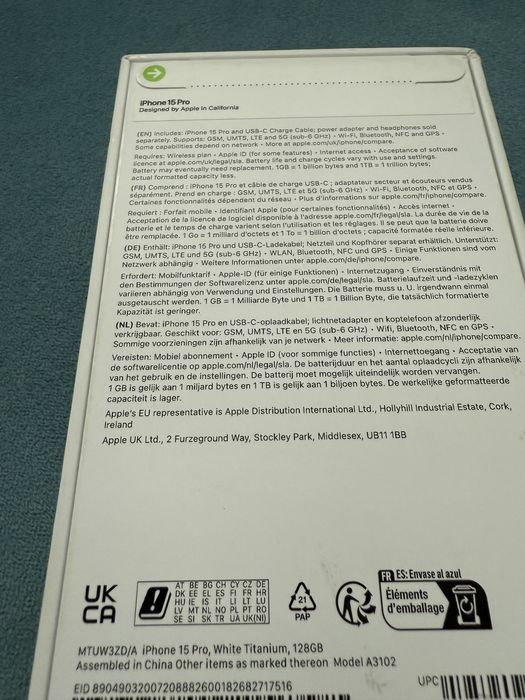 iPhone 15 Pro
Designed by Apple in California
(EN) Includes: iPhone 15 Pro and USB-C Charge Cable; power adapter and headphones sold
separately. Supports: GSM, UMTS, LTE and 5G (sub-6 GHz) • Wi-Fi, Bluetooth, NFC and GPS •
Some capabilities depend on network • More at apple.com/uk/iphone/compare.
Requires: Wireless plan • Apple ID (for some features) • Internet access • Acceptance of software
licence at apple.com/uk/legal/sla. Battery life and charge cycles vary with use and settings.
Battery may eventually need replacement. 1GB = 1 billion bytes and 1TB = 1 trillion bytes;
actual formatted capacity less.
(FR) Comprend : iPhone 15 Pro et câble de charge USB-C ; adaptateur secteur et écouteurs vendus
séparément. Prend en charge : GSM, UMTS, LTE et 5G (sub-6 GHz) • Wi-Fi, Bluetooth, NFC et GPS •
Certaines fonctionnalités dépendent du réseau • Plus d'informations sur apple.com/fr/iphone/compare.
Requiert : Forfait mobile • Identifiant Apple (pour certaines fonctionnalités) • Accès internet •
Acceptation de la licence de logiciel disponible à l'adresse apple.com/fr/legal/sla. La durée de vie de la
batterie et le temps de charge varient selon l'utilisation et les réglages. Il se peut que la batterie doive
être remplacée. 1 Go = 1 milliard d'octets et 1 To = 1 billion d'octets ; capacité formatée réelle inférieure.
(DE) Enthält: iPhone 15 Pro und USB-C-Ladekabel; Netzteil und Kopfhörer separat erhältlich. Unterstützt:
GSM, UMTS, LTE und 5G (sub-6 GHz) • WLAN, Bluetooth, NFC und GPS • Einige Funktionen sind vom
Netzwerk abhängig • Weitere Informationen unter apple.com/de/iphone/compare.
Erfordert: Mobilfunktarif • Apple-ID (für einige Funktionen) • Internetzugang • Einverständnis mit
den Bestimmungen der Softwarelizenz unter apple.com/de/legal/sla. Batterielaufzeit und -ladezyklen
variieren abhängig von Verwendung und Einstellungen. Die Batterie muss u. U. irgendwann einmal
ausgetauscht werden. 1 GB = 1 Milliarde Byte und 1 TB = 1 Billion Byte, die tatsächlich formatierte
Kapazität ist geringer.
(NL) Bevat: iPhone 15 Pro en USB-C-oplaadkabel; lichtnetadapter en koptelefoon afzonderlijk
verkrijgbaar. Geschikt voor: GSM, UMTS, LTE en 5G (sub-6 GHz) • Wifi, Bluetooth, NFC en GPS •
Sommige voorzieningen zijn afhankelijk van je netwerk • Meer informatie: apple.com/nl/iphone/compare.
Vereisten: Mobiel abonnement • Apple ID (voor sommige functies) • Internettoegang • Acceptatie van
de softwarelicentie op apple.com/nl/legal/sla. De batterijduur en het aantal oplaadcycli zijn afhankelijk
van het gebruik en de instellingen. De batterij moet mogelijk uiteindelijk worden vervangen.
1 GB is gelijk aan 1 miljard bytes en 1 TB is gelijk aan 1 biljoen bytes. De werkelijke geformatteerde
capaciteit is lager.
Apple's EU representative is Apple Distribution International Ltd., Hollyhill Industrial Estate, Cork,
Ireland
Apple UK Ltd., 2 Furzeground Way, Stockley Park, Middlesex, UB11 1BB
UK
CA
AT BE BG CH CY CZ DE
DK EE EL ES FI FR HR
HU IE IS IT LI LT LU
LV MT NL NO PL PT RO
SE SI SK TR UA UK(NI)
21
PAP
FR ES: Envase al azul
Éléments
d'emballage
MTUW3ZD/A iPhone 15 Pro, White Titanium, 128GB
Assembled in China Other items as marked thereon Model A3102
UPC
EID 89049032007208882600182682717516